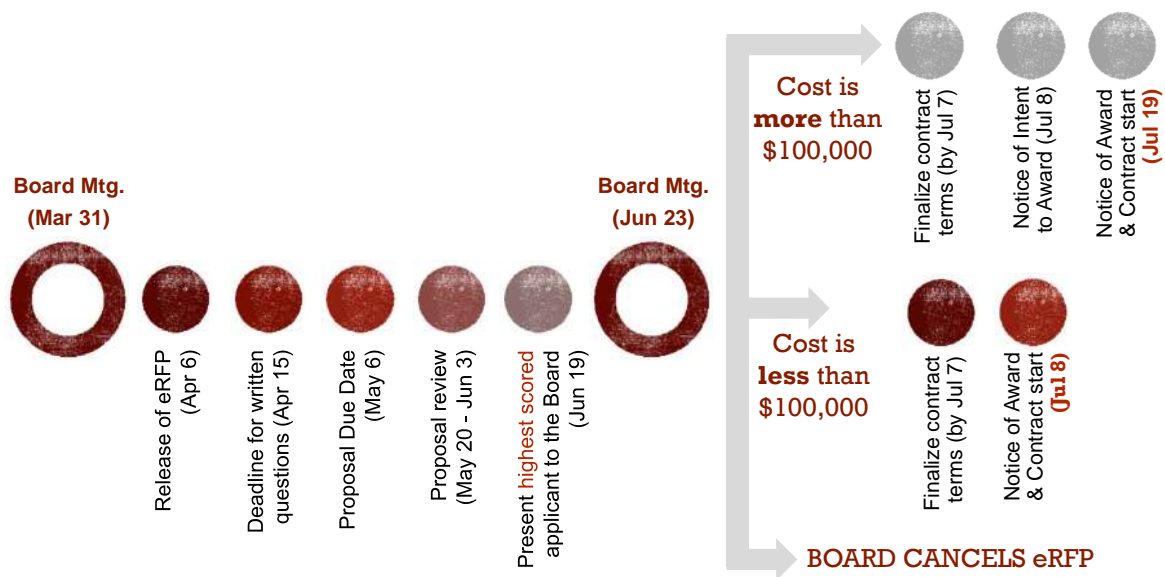 Board Mtg.
(Mar 31)
Release of eRFP
(Apr 6)
Deadline for written
questions (Apr 15)
Proposal Due Date
(May 6)
Proposal review
(May 20 - Jun 3)
Present highest scored
applicant to the Board
(Jun 19)
Board Mtg.
(Jun 23)
Cost is
more than
$100,000
Finalize contract
terms (by Jul 7)
Notice of Intent
to Award (Jul 8)
Notice of Award
& Contract start
(Jul 19)
Cost is
less than
$100,000
Finalize contract
terms (by Jul 7)
Notice of Award
& Contract start
(Jul 8)
BOARD CANCELS eRFP